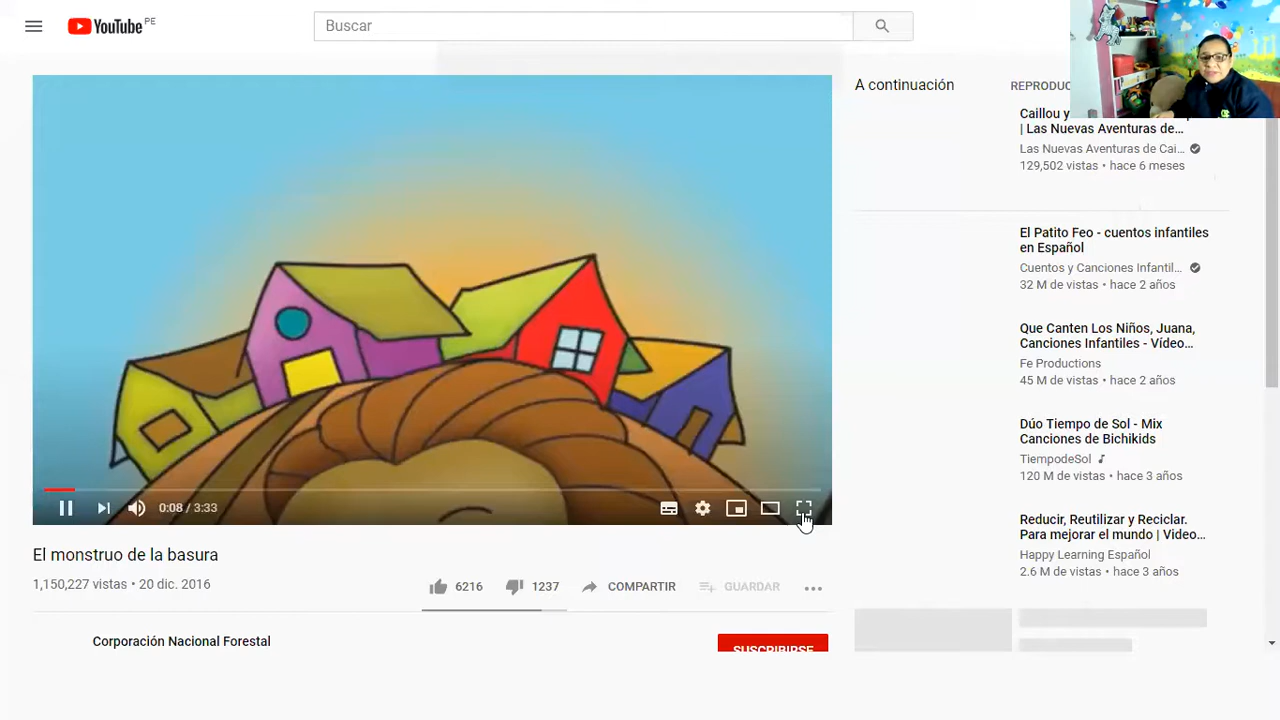 YouTube PE
Buscar
A continuación
Caillou y
| Las Nuevas Aventuras de...
Las Nuevas Aventuras de Cai...
129,502 vistas • hace 6 meses
El Patito Feo - cuentos infantiles
en Español
Cuentos y Canciones Infantil...
32 M de vistas • hace 2 años
Que Canten Los Niños, Juana,
Canciones Infantiles - Vídeo...
Fe Productions
45 M de vistas • hace 2 años
Dúo Tiempo de Sol - Mix
Canciones de Bichikids
TiempodeSol
120 M de vistas • hace 3 años
Reducir, Reutilizar y Reciclar.
Para mejorar el mundo | Video...
Happy Learning Español
2.6 M de vistas • hace 3 años
0:08 / 3:33
El monstruo de la basura
1,150,227 vistas • 20 dic. 2016
6216 1237 COMPARTIR GUARDAR
Corporación Nacional Forestal
SUSCRIBIRSE